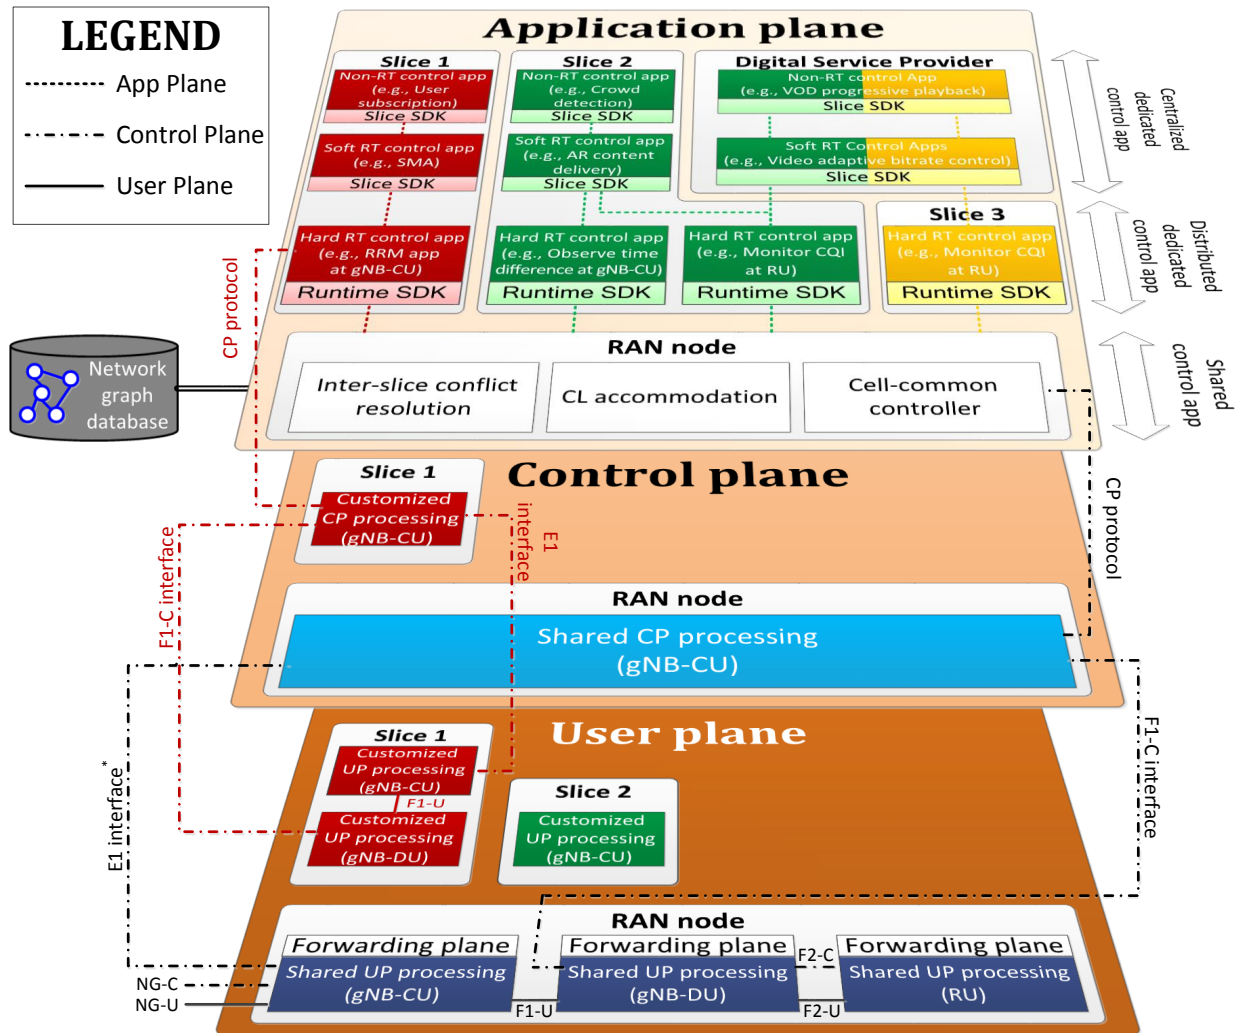 LEGEND
App Plane
Control Plane
User Plane
Application plane
Slice 1
Non-RT control app
(e.g., User
subscription)
Slice SDK
Soft RT control app
(e.g., SMA)
Slice SDK
Hard RT control app
(e.g., RRM app
at gNB-CU)
Runtime SDK
Slice 2
Non-RT control app
(e.g., Crowd
detection)
Slice SDK
Soft RT control app
(e.g., AR content
delivery)
Slice SDK
Hard RT control app
(e.g., Observe time
difference at gNB-CU)
Runtime SDK
Hard RT control app
(e.g., Monitor CQI
at RU)
Runtime SDK
Digital Service Provider
Non-RT control App
(e.g., VOD progressive playback)
Slice SDK
Soft RT Control Apps
(e.g., Video adaptive bitrate control)
Slice SDK
Slice 3
Hard RT control app
(e.g., Monitor CQI
at RU)
Runtime SDK
Centralized
dedicated
control app
Distributed
dedicated
control app
Shared
control app
CP protocol
Network
graph
database
RAN node
Inter-slice conflict
resolution
CL accommodation
Cell-common
controller
Control plane
Slice 1
Customized
CP processing
(gNB-CU)
E1
interface
F1-C interface
CP protocol
RAN node
Shared CP processing
(gNB-CU)
User plane
Slice 1
Customized
UP processing
(gNB-CU)
F1-U
Customized
UP processing
(gNB-DU)
Slice 2
Customized
UP processing
(gNB-CU)
E1 interface*
F1-C interface
RAN node
Forwarding plane
Shared UP processing
(gNB-CU)
Forwarding plane
Shared UP processing
(gNB-DU)
Forwarding plane
Shared UP processing
(RU)
F2-C
NG-C
NG-U
F1-U
F2-U